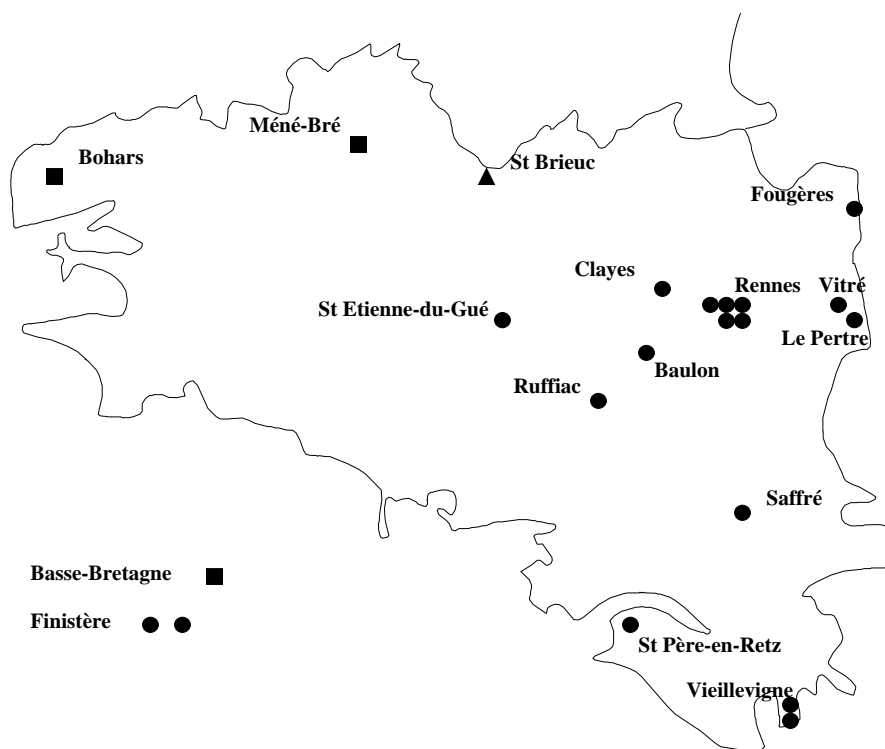 Méné-Bré
Bohars
St Brieuc
Fougères
Clayes
Rennes
Vitré
St Etienne-du-Gué
Le Pertre
Baulon
Ruffiac
Saffré
Basse-Bretagne
Finistère
St Père-en-Retz
Vieillevigne